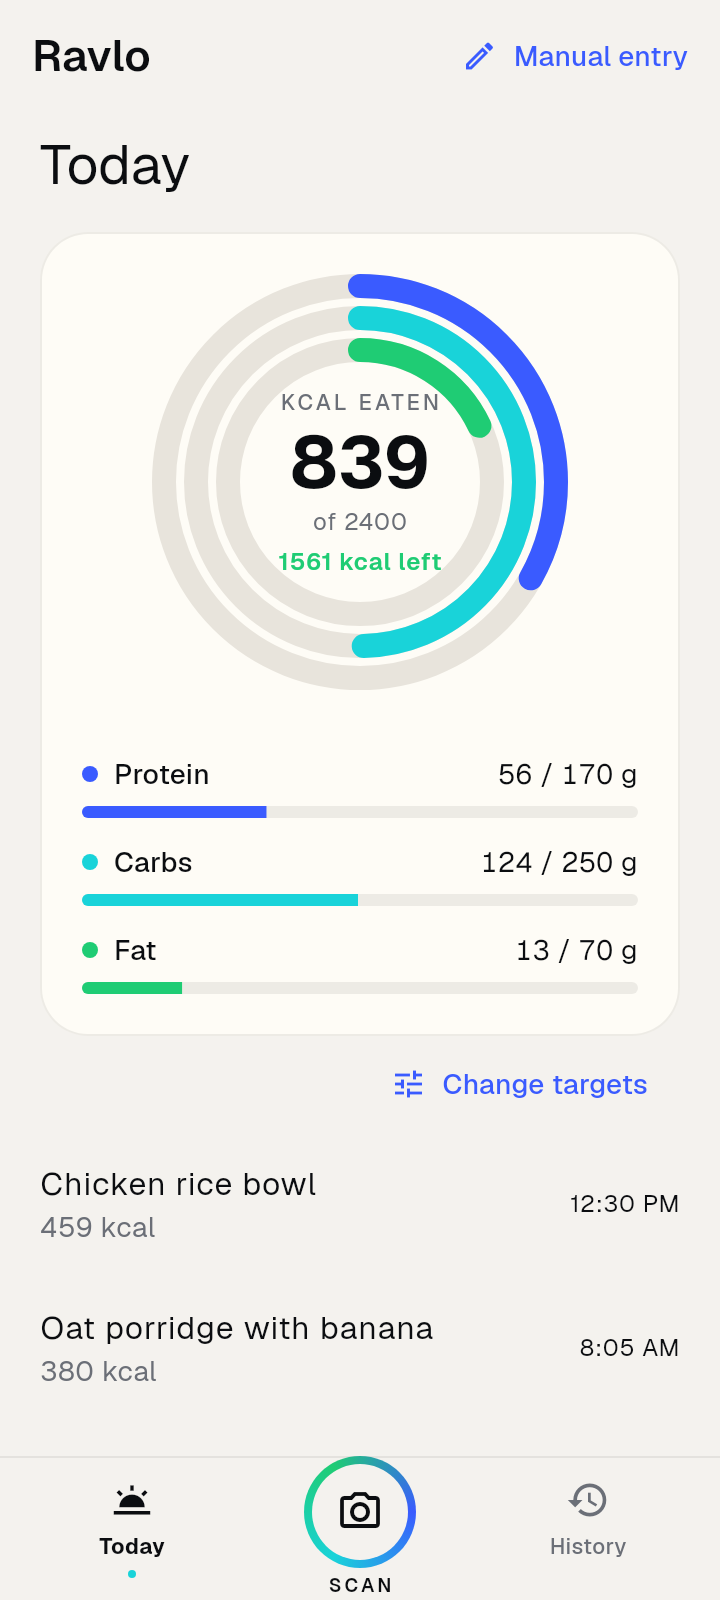 Ravlo
Manual entry
Today
KCAL EATEN
839
of 2400
1561 kcal left
Protein
56 / 170 g
Carbs
124 / 250 g
Fat
13 / 70 g
Change targets
Chicken rice bowl
459 kcal
12:30 PM
Oat porridge with banana
380 kcal
8:05 AM
Today
SCAN
History